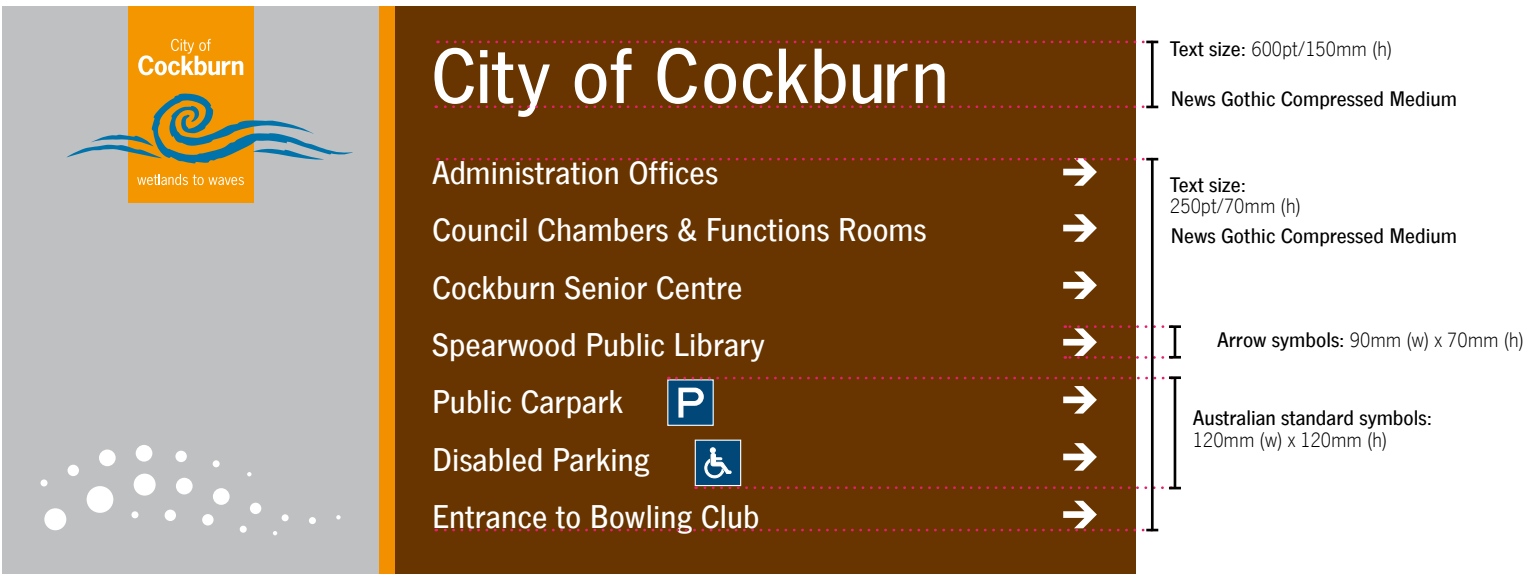 City of
Cockburn
wetlands to waves
City of Cockburn
Administration Offices
Council Chambers & Functions Rooms
Cockburn Senior Centre
Spearwood Public Library
Public Carpark P
Disabled Parking
Entrance to Bowling Club
Text size: 600pt/150mm (h)
News Gothic Compressed Medium
Text size:
250pt/70mm (h)
News Gothic Compressed Medium
Arrow symbols: 90mm (w) x 70mm (h)
Australian standard symbols:
120mm (w) x 120mm (h)